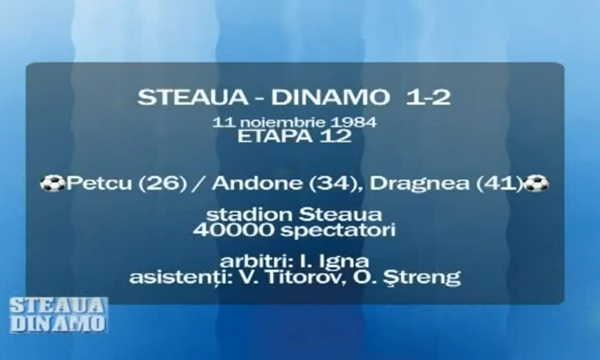 STEAUA - DINAMO 1-2
11 noiembrie 1984
ETAPA 12
Petcu (26) / Andone (34), Dragnea (41)
stadion Steaua
40000 spectatori
arbitri: I. Igna
asistenți: V. Titorov, O. Ştreng
STEAUA
DINAMO